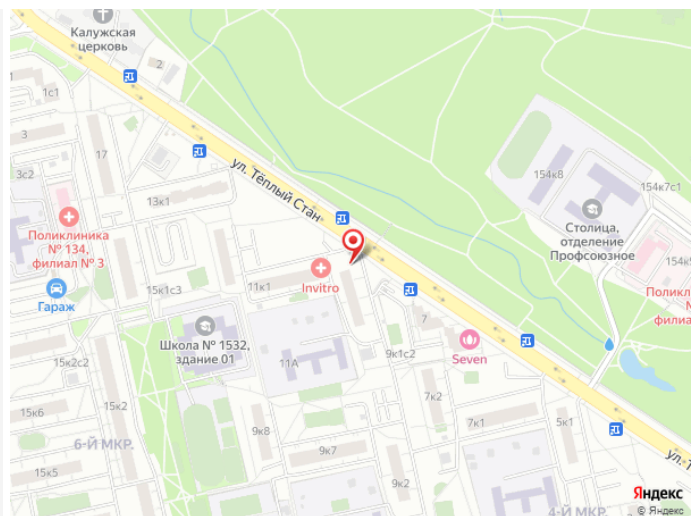 Калужская
церковь
2
1с1
3
17
3с2
13к1
ул. Тёплый Стан
154к8
154к7с1
Столица,
отделение
Профсоюзное
Поликлиника
№ 134,
филиал № 3
Гараж
15к1с3
11к1
Invitro
Школа № 1532,
здание 01
11А
7
Seven
9к1с2
15к2с2
15к2
15к6
6-Й МКР.
15к5
9к8
9к7
7к2
7к1
5к1
9к2
4-Й МКР.
ул. Т
Яндекс
© Яндекс